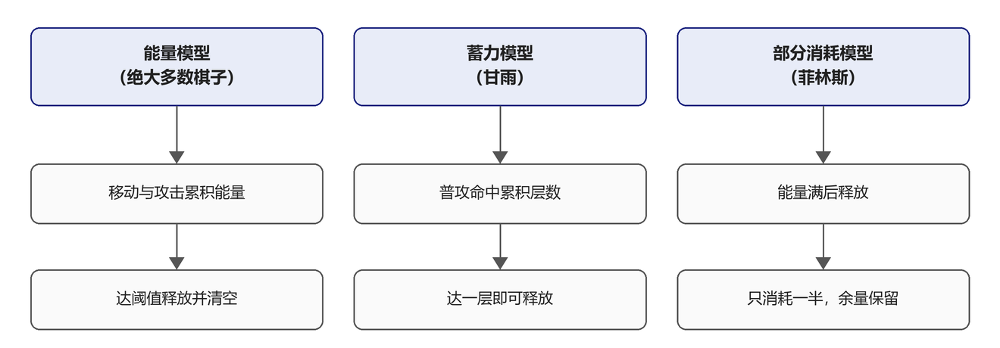 能量模型
（绝大多数棋子）
移动与攻击累积能量
达阈值释放并清空
蓄力模型
（甘雨）
普攻命中累积层数
达一层即可释放
部分消耗模型
（菲林斯）
能量满后释放
只消耗一半，余量保留